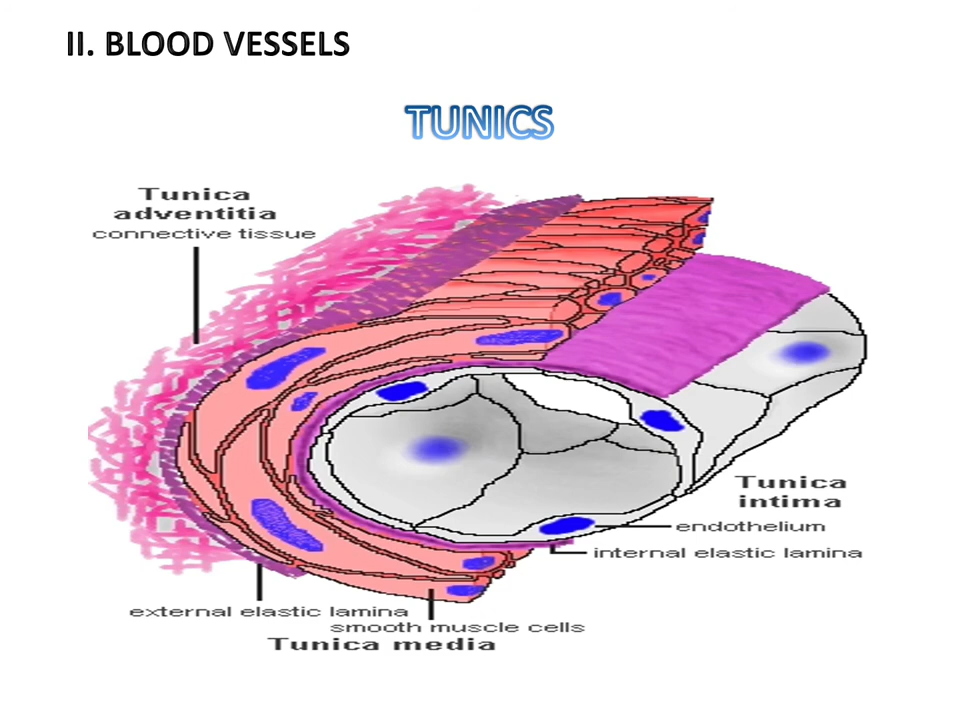 II. BLOOD VESSELS
TUNICS
Tunica
adventitia
connective tissue
Tunica
intima
endothelium
internal elastic lamina
external elastic lamina
smooth muscle cells
Tunica media